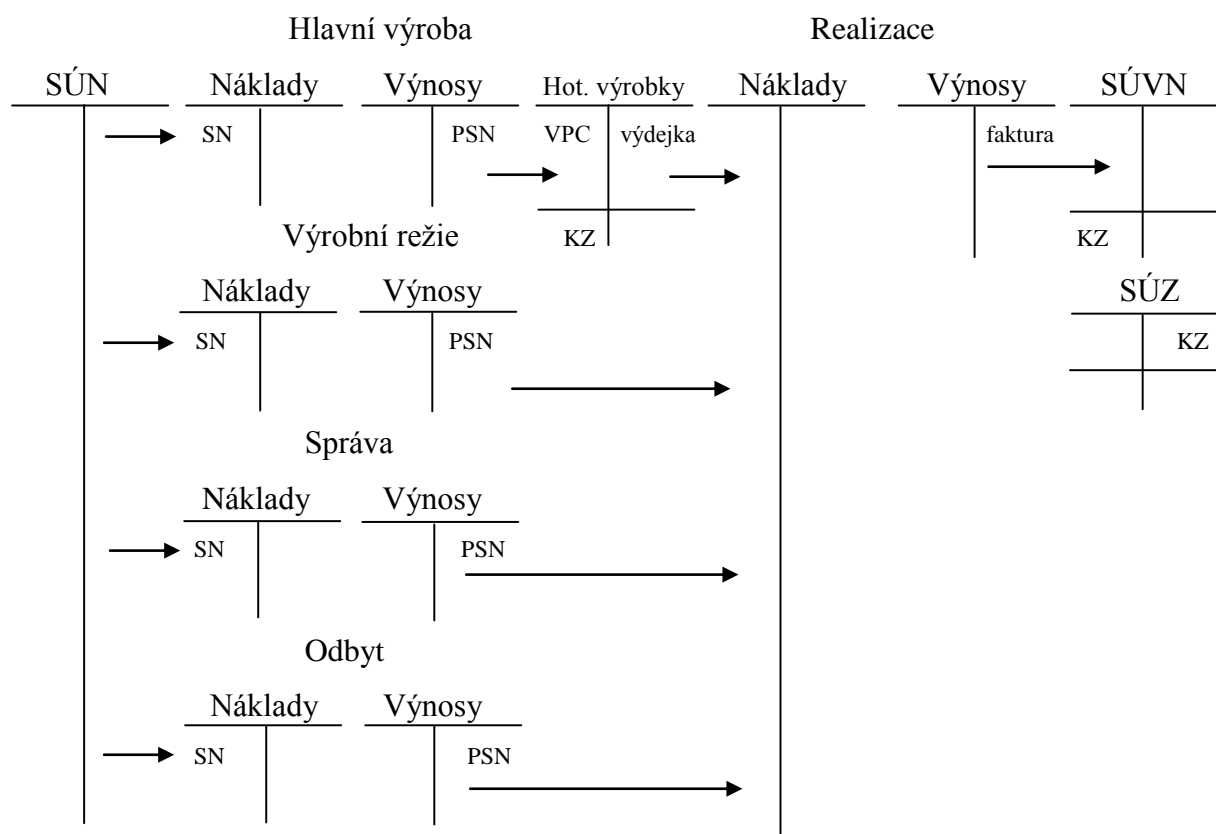 Hlavní výroba Realizace
SÚN Náklady Výnosy Hot. výrobky Náklady Výnosy SÚVN
SN PSN VPC výdejka faktura
Výrobní režie KZ KZ
Náklady Výnosy SÚZ
SN PSN KZ
Správa
Náklady Výnosy
SN PSN
Odbyt
Náklady Výnosy
SN PSN